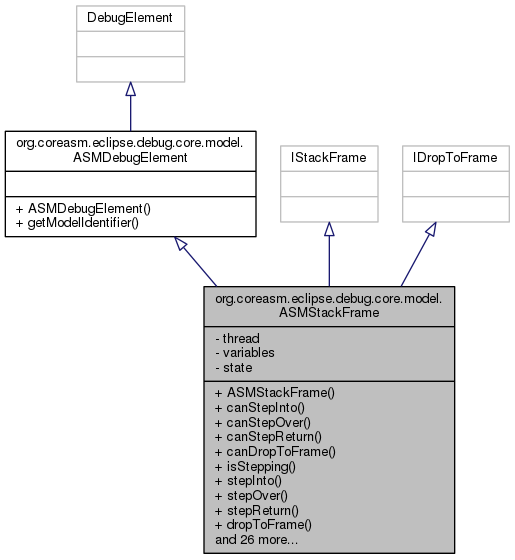 DebugElement
org.coreasm.eclipse.debug.core.model.
ASMDebugElement
+ ASMDebugElement()
+ getModelIdentifier()
IStackFrame
IDropToFrame
org.coreasm.eclipse.debug.core.model.
ASMStackFrame
- thread
- variables
- state
+ ASMStackFrame()
+ canStepInto()
+ canStepOver()
+ canStepReturn()
+ canDropToFrame()
+ isStepping()
+ stepInto()
+ stepOver()
+ stepReturn()
+ dropToFrame()
and 26 more...